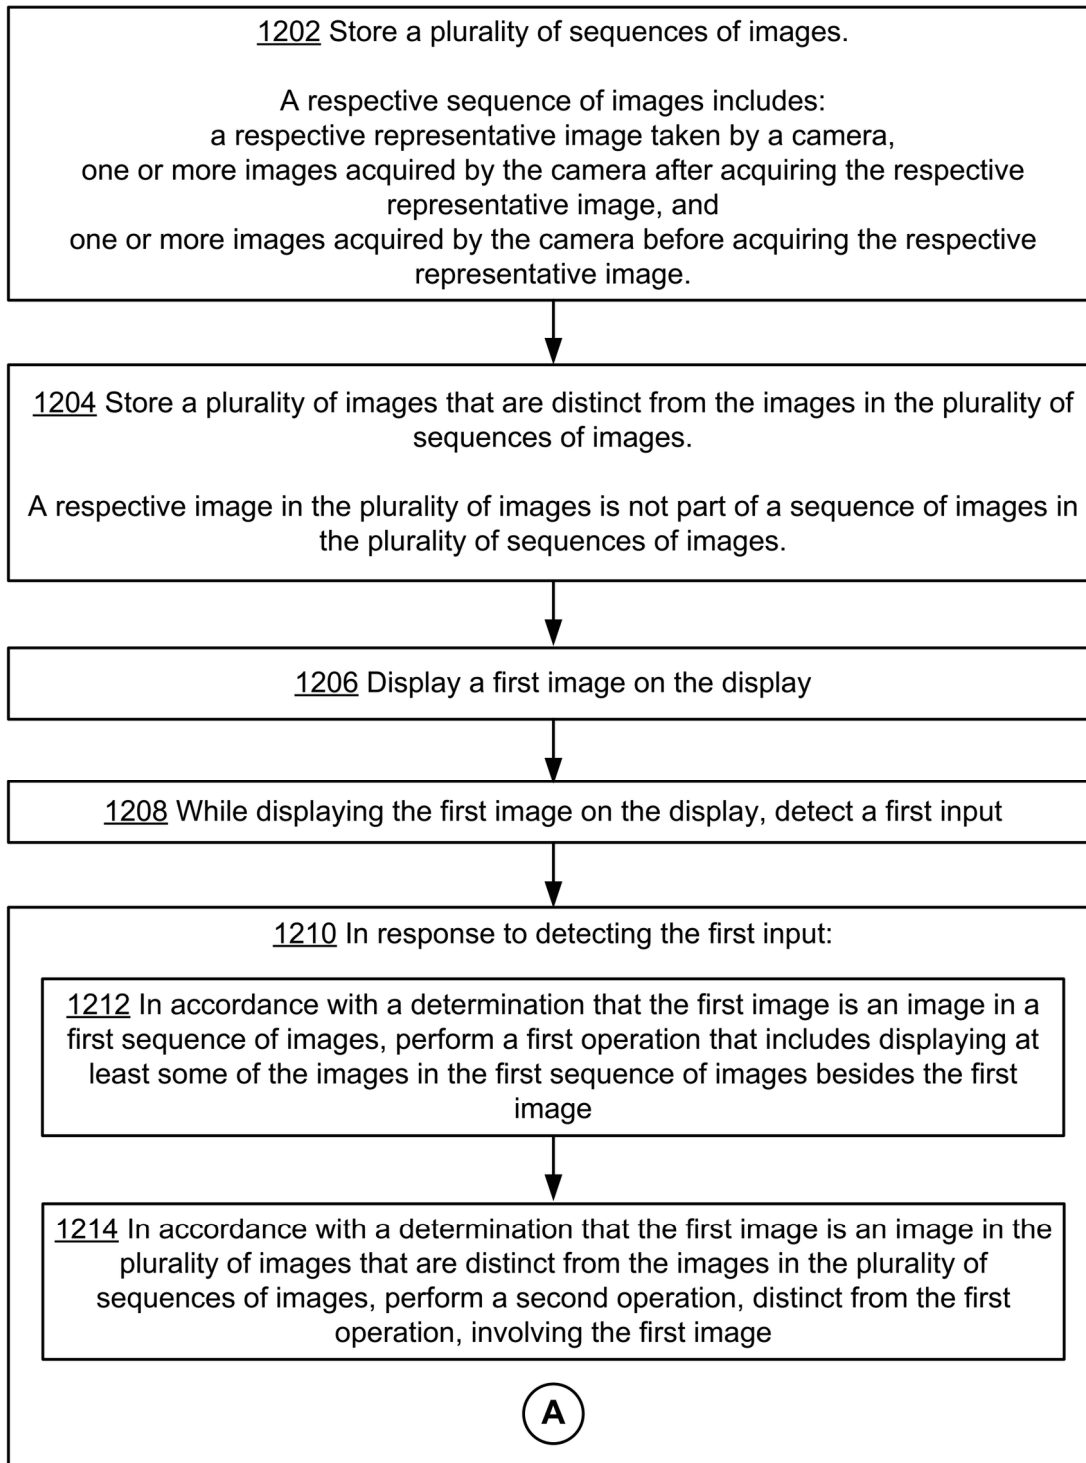 1202 Store a plurality of sequences of images.
A respective sequence of images includes:
a respective representative image taken by a camera,
one or more images acquired by the camera after acquiring the respective
representative image, and
one or more images acquired by the camera before acquiring the respective
representative image.
1204 Store a plurality of images that are distinct from the images in the plurality of
sequences of images.
A respective image in the plurality of images is not part of a sequence of images in
the plurality of sequences of images.
1206 Display a first image on the display
1208 While displaying the first image on the display, detect a first input
1210 In response to detecting the first input:
1212 In accordance with a determination that the first image is an image in a
first sequence of images, perform a first operation that includes displaying at
least some of the images in the first sequence of images besides the first
image
1214 In accordance with a determination that the first image is an image in the
plurality of images that are distinct from the images in the plurality of
sequences of images, perform a second operation, distinct from the first
operation, involving the first image
A